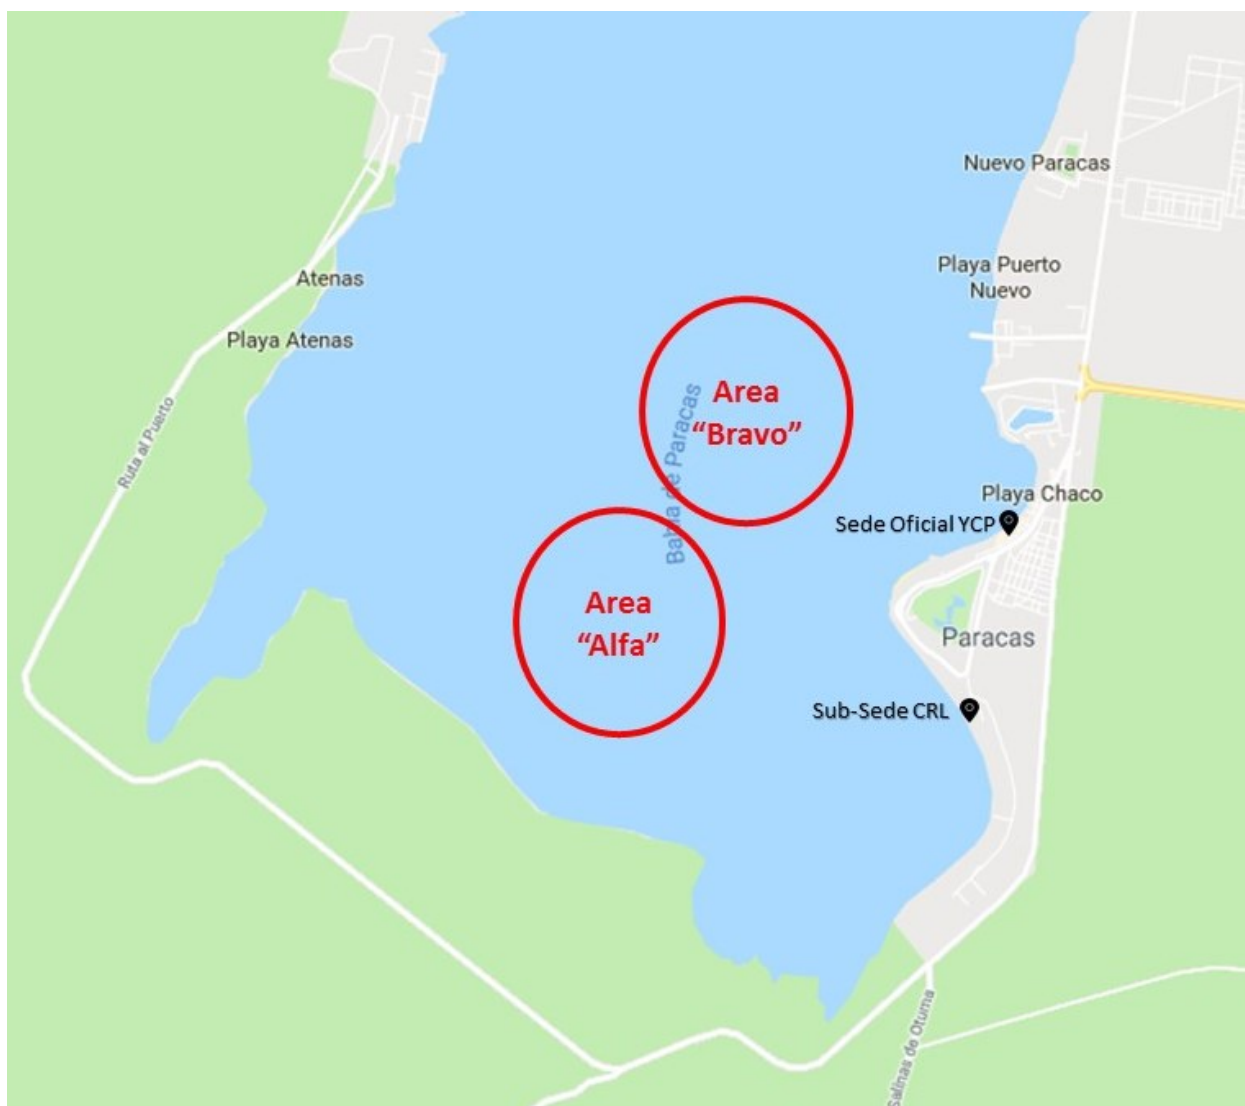 Nuevo Paracas
Playa Puerto
Nuevo
Atenas
Playa Atenas
Area
“Bravo”
Bahía de Paracas
Ruta al Puerto
Playa Chaco
Sede Oficial YCP
Area
“Alfa”
Paracas
Sub-Sede CRL
Salinas de Otuma